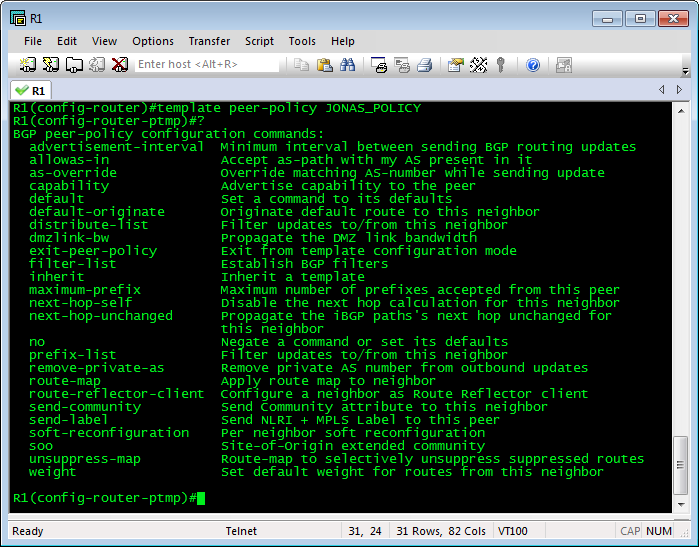 R1
File Edit View Options Transfer Script Tools Help
Enter host <Alt+R>
R1
R1(config-router)#template peer-policy JONAS_POLICY
R1(config-router-ptmp)#?
BGP peer-policy configuration commands:
advertisement-interval Minimum interval between sending BGP routing updates
allowas-in Accept as-path with my AS present in it
as-override Override matching AS-number while sending update
capability Advertise capability to the peer
default Set a command to its defaults
default-originate Originate default route to this neighbor
distribute-list Filter updates to/from this neighbor
dmzlink-bw Propagate the DMZ link bandwidth
exit-peer-policy Exit from template configuration mode
filter-list Establish BGP filters
inherit Inherit a template
maximum-prefix Maximum number of prefixes accepted from this peer
next-hop-self Disable the next hop calculation for this neighbor
next-hop-unchanged Propagate the iBGP paths's next hop unchanged for
this neighbor
no Negate a command or set its defaults
prefix-list Filter updates to/from this neighbor
remove-private-as Remove private AS number from outbound updates
route-map Apply route map to neighbor
route-reflector-client Configure a neighbor as Route Reflector client
send-community Send Community attribute to this neighbor
send-label Send NLRI + MPLS Label to this peer
soft-reconfiguration Per neighbor soft reconfiguration
soo Site-of-Origin extended community
unsuppress-map Route-map to selectively unsuppress suppressed routes
weight Set default weight for routes from this neighbor
R1(config-router-ptmp)#
Ready Telnet 31, 24 31 Rows, 82 Cols VT100 CAP NUM